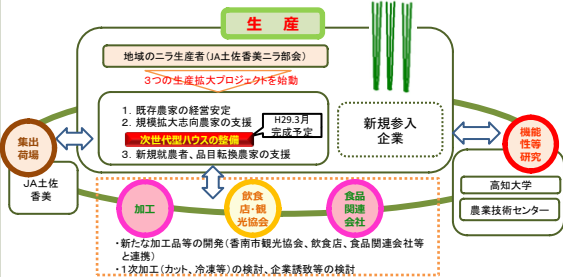 生 産
地域のニラ生産者(JA土佐香美ニラ部会)
3つの生産拡大プロジェクトを始動
1. 既存農家の経営安定
2. 規模拡大志向農家の支援
次世代型ハウスの整備
H29.3月
完成予定
3. 新規就農者、品目転換農家の支援
新規参入
企業
集出
荷場
JA土佐
香美
機能
性等
研究
高知大学
農業技術センター
加工
飲食
店・観
光協会
食品
関連
会社
・新たな加工品等の開発(香南市観光協会、飲食店、食品関連会社等
と連携)
・1次加工(カット、冷凍等)の検討、企業誘致等の検討